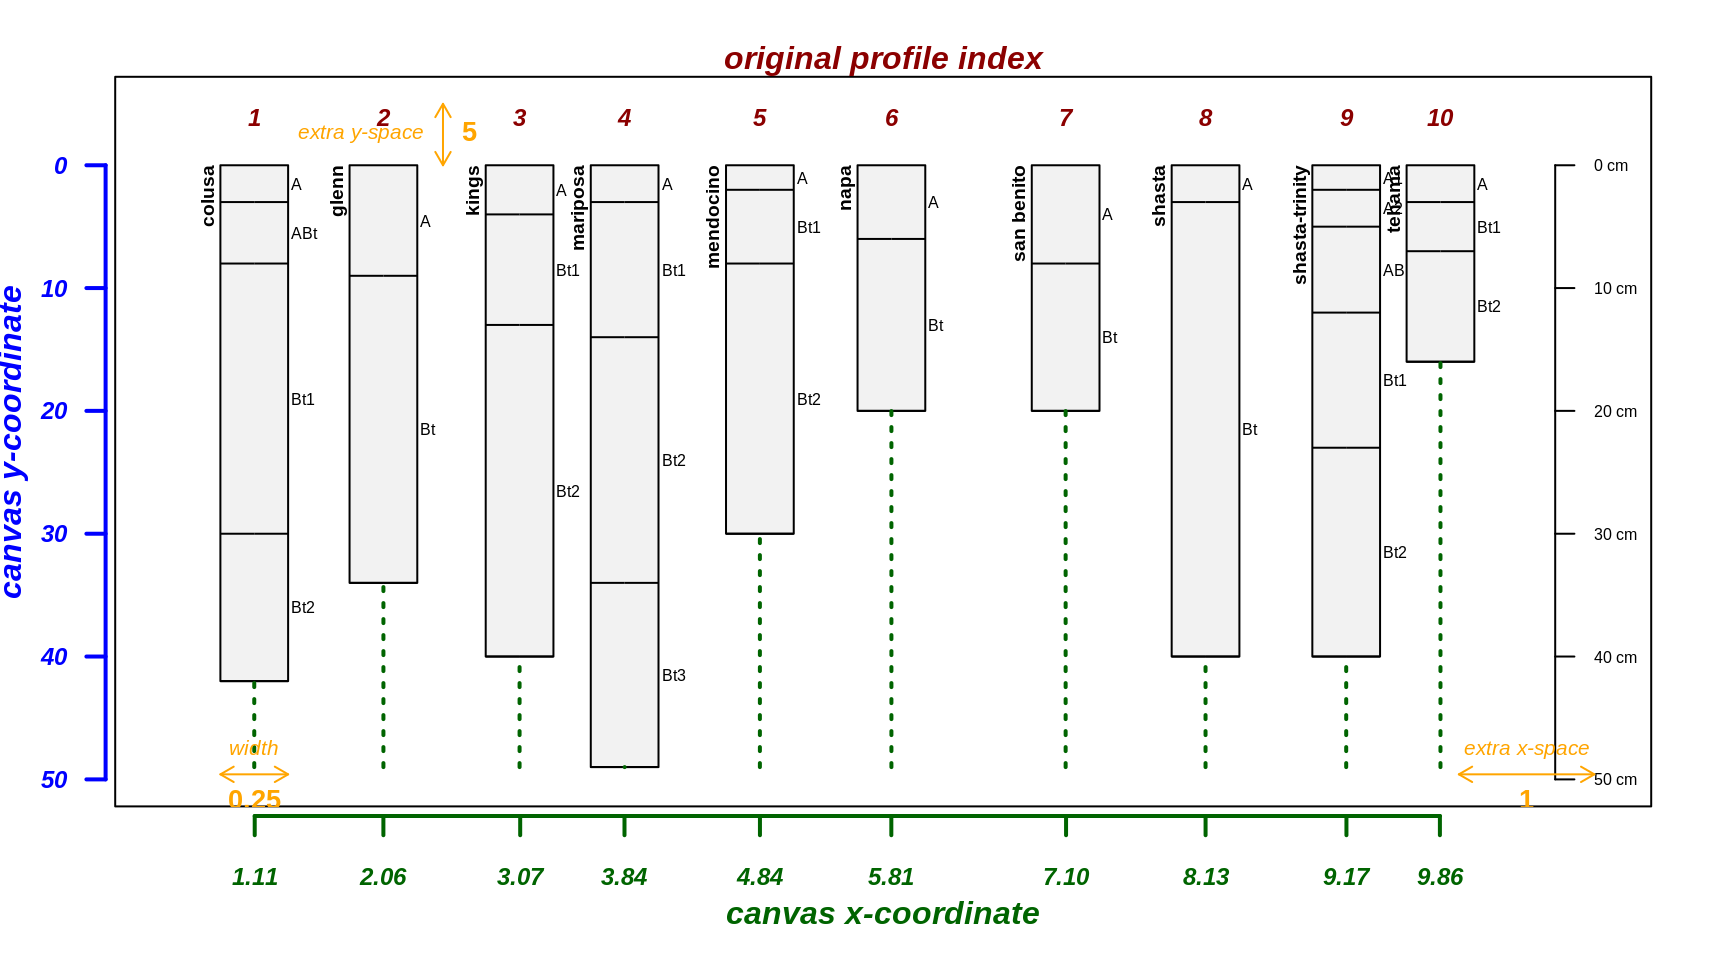 original profile index
1 2 3 4 5 6 7 8 9 10
extra y-space 5
canvas y-coordinate
0
10
20
30
40
50
colusa
A
ABt
Bt1
Bt2
glenn
A
Bt
kings
A
Bt1
Bt2
mariposa
A
Bt1
Bt2
Bt3
mendocino
A
Bt1
Bt2
napa
A
Bt
san benito
A
Bt
shasta
A
Bt
shasta-trinity
A1
A2
AB
Bt1
Bt2
tehama
A
Bt1
Bt2
0 cm
10 cm
20 cm
30 cm
40 cm
50 cm
width
0.25
extra x-space
1
1.11 2.06 3.07 3.84 4.84 5.81 7.10 8.13 9.17 9.86
canvas x-coordinate